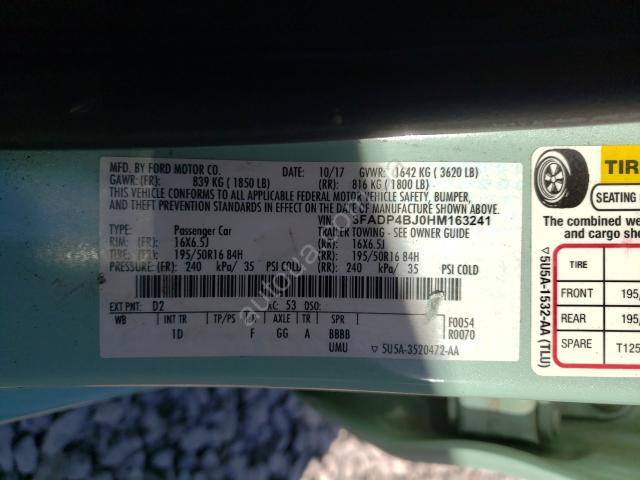 MFD. BY FORD MOTOR CO. DATE: 10/17 GVWR: 1642 KG ( 3620 LB)
GAWR: (FR): 839 KG ( 1850 LB) (RR): 816 KG ( 1800 LB)
THIS VEHICLE CONFORMS TO ALL APPLICABLE FEDERAL MOTOR VEHICLE SAFETY, BUMPER,
AND THEFT PREVENTION STANDARDS IN EFFECT ON THE DATE OF MANUFACTURE SHOWN ABOVE.
VIN: 3FADP4BJ0HM163241
TYPE: Passenger Car TRAILER TOWING - SEE OWNER GUIDE
RIM: (FR) 16X6.5J (RR): 16X6.5J
TIRE: (FR): 195/50R16 84H (RR): 195/50R16 84H
PRESSURE: (FR) 240 kPa/ 35 PSI COLD (RR): 240 kPa/ 35 PSI COLD
EXT PNT: D2 RC: 53 DSO:
WB INT TR TP/PS R AXLE TR SPR F0054
1D F GG A BBBB R0070
UMU ▽ 5U5A-3520472-AA
TIR
SEATING
The combined we
and cargo sho
TIRE
FRONT 195,
REAR 195,
SPARE T125
▽ 5U5A-1532-AA (TLU)
autoua